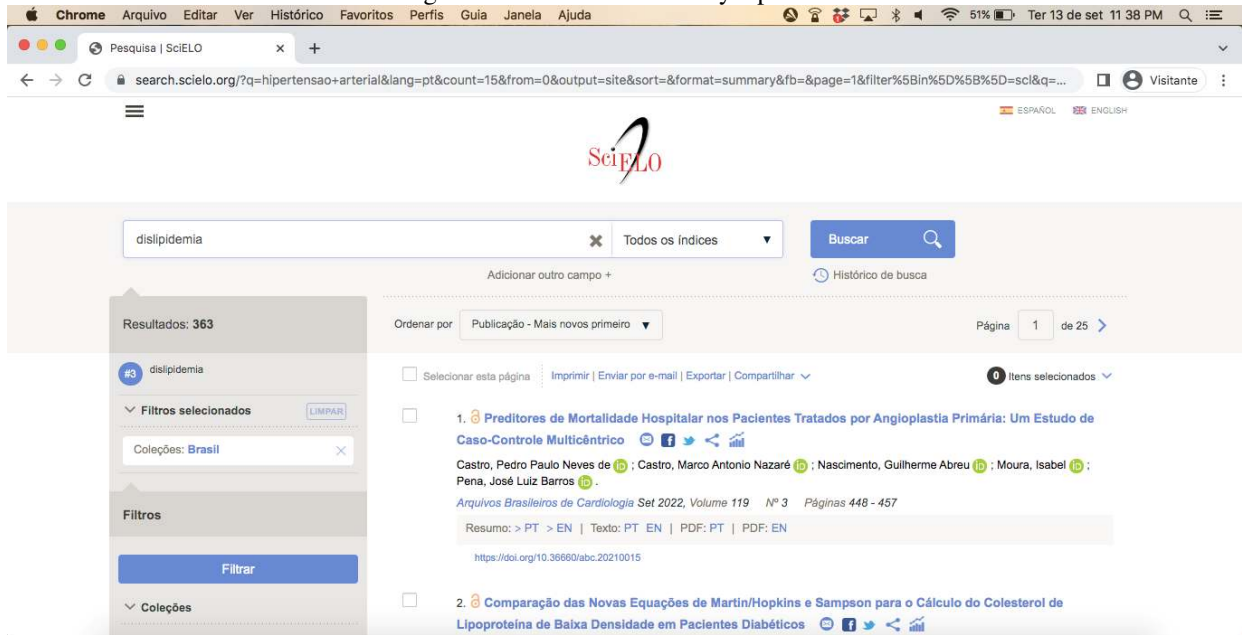 Chrome Arquivo Editar Ver Histórico Favoritos Perfis Guia Janela Ajuda 51% Ter 13 de set 11 38 PM
Pesquisa | SciELO
search.scielo.org/?q=hipertensao+arterial&lang=pt&count=15&from=0&output=site&sort=&format=summary&fb=&page=1&filter%5Bin%5D%5B%5D=scl&q=... Visitante
ESPAÑOL ENGLISH
SciELO
dislipidemia Todos os índices Buscar
Adicionar outro campo + Histórico de busca
Resultados: 363 Ordenar por Publicação - Mais novos primeiro Página 1 de 25
#3 dislipidemia Selecionar esta página Imprimir | Enviar por e-mail | Exportar | Compartilhar 0 Itens selecionados
Filtros selecionados LIMPAR
Coleções: Brasil
Filtros
Filtrar
Coleções
1. Preditores de Mortalidade Hospitalar nos Pacientes Tratados por Angioplastia Primária: Um Estudo de
Caso-Controle Multicêntrico
Castro, Pedro Paulo Neves de ; Castro, Marco Antonio Nazaré ; Nascimento, Guilherme Abreu ; Moura, Isabel ;
Pena, José Luiz Barros .
Arquivos Brasileiros de Cardiologia Set 2022, Volume 119 Nº 3 Páginas 448 - 457
Resumo: > PT > EN | Texto: PT EN | PDF: PT | PDF: EN
https://doi.org/10.36660/abc.20210015
2. Comparação das Novas Equações de Martin/Hopkins e Sampson para o Cálculo do Colesterol de
Lipoproteína de Baixa Densidade em Pacientes Diabéticos